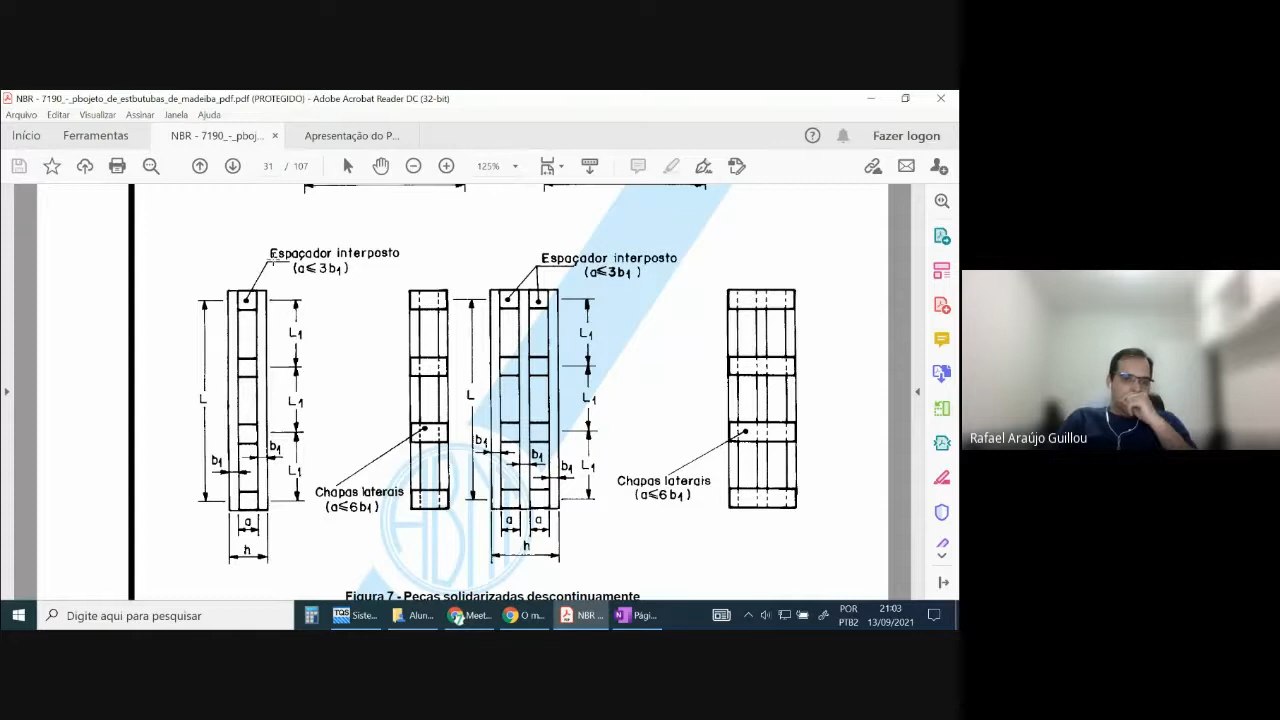 NBR - 7190_-_pbojeto_de_estbutubas_de_madeiba_pdf.pdf (PROTEGIDO) - Adobe Acrobat Reader DC (32-bit)
Arquivo Editar Visualizar Assinar Janela Ajuda
Início Ferramentas NBR - 7190_-_pboj... × Apresentação do P... Fazer logon
31 / 107 125%
Espaçador interposto
(a⩽3b1)
Espaçador interposto
(a⩽3b1)
L
L1
L1
L1
b1
b1
a
h
Chapas laterais
(a⩽6b1)
L
L1
L1
L1
b1
b1
b1
a
a
h
Chapas laterais
(a⩽6b1)
ABNT
Figura 7 - Peças solidarizadas descontinuamente
Rafael Araújo Guillou
Digite aqui para pesquisar
TQS Siste... Alun... Meet... O m... NBR ... Pági...
POR
PTB2
21:03
13/09/2021